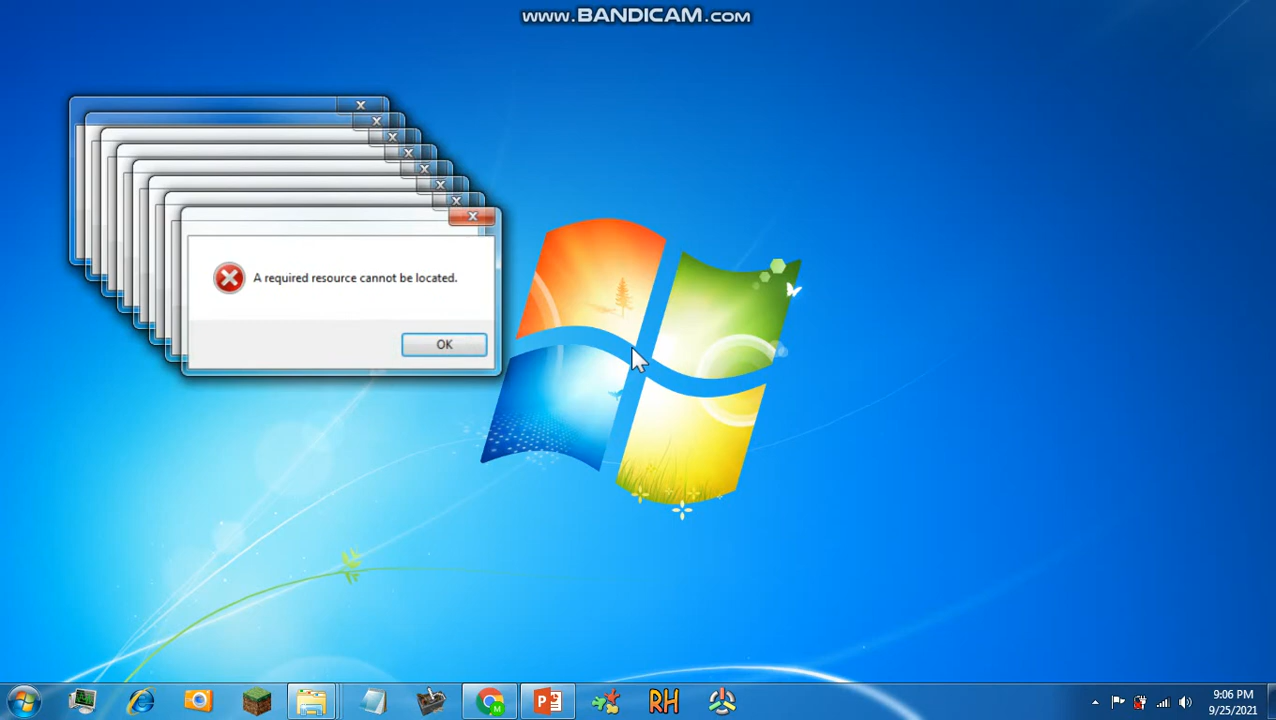 www.BANDICAM.com
A required resource cannot be located.
OK
M
P
RH
9:06 PM
9/25/2021